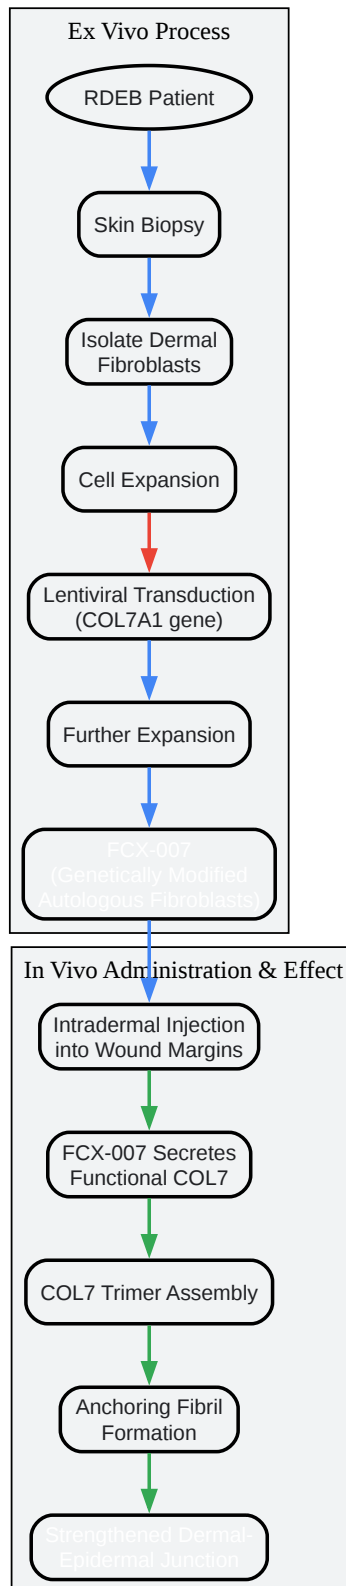 Ex Vivo Process
RDEB Patient
Skin Biopsy
Isolate Dermal
Fibroblasts
Cell Expansion
Lentiviral Transduction
(COL7A1 gene)
Further Expansion
FCX-007
(Genetically Modified
Autologous Fibroblasts)
In Vivo Administration & Effect
Intradermal Injection
into Wound Margins
FCX-007 Secretes
Functional COL7
COL7 Trimer Assembly
Anchoring Fibril
Formation
Strengthened Dermal-
Epidermal Junction